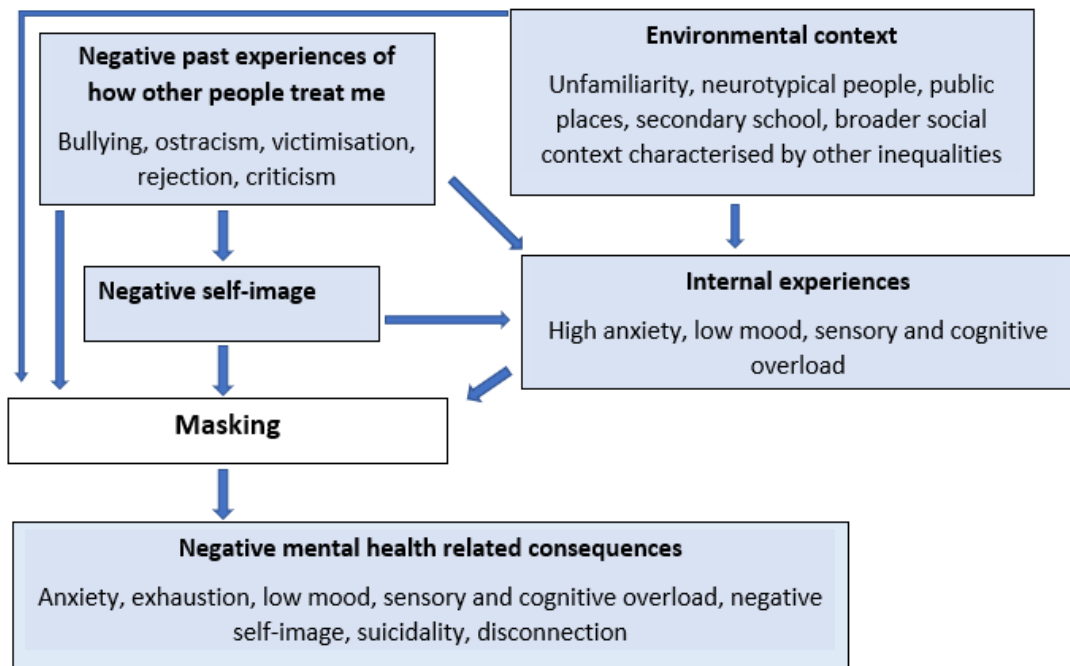 Negative past experiences of
how other people treat me
Bullying, ostracism, victimisation,
rejection, criticism
Environmental context
Unfamiliarity, neurotypical people, public
places, secondary school, broader social
context characterised by other inequalities
Negative self-image
Internal experiences
High anxiety, low mood, sensory and cognitive
overload
Masking
Negative mental health related consequences
Anxiety, exhaustion, low mood, sensory and cognitive overload, negative
self-image, suicidality, disconnection